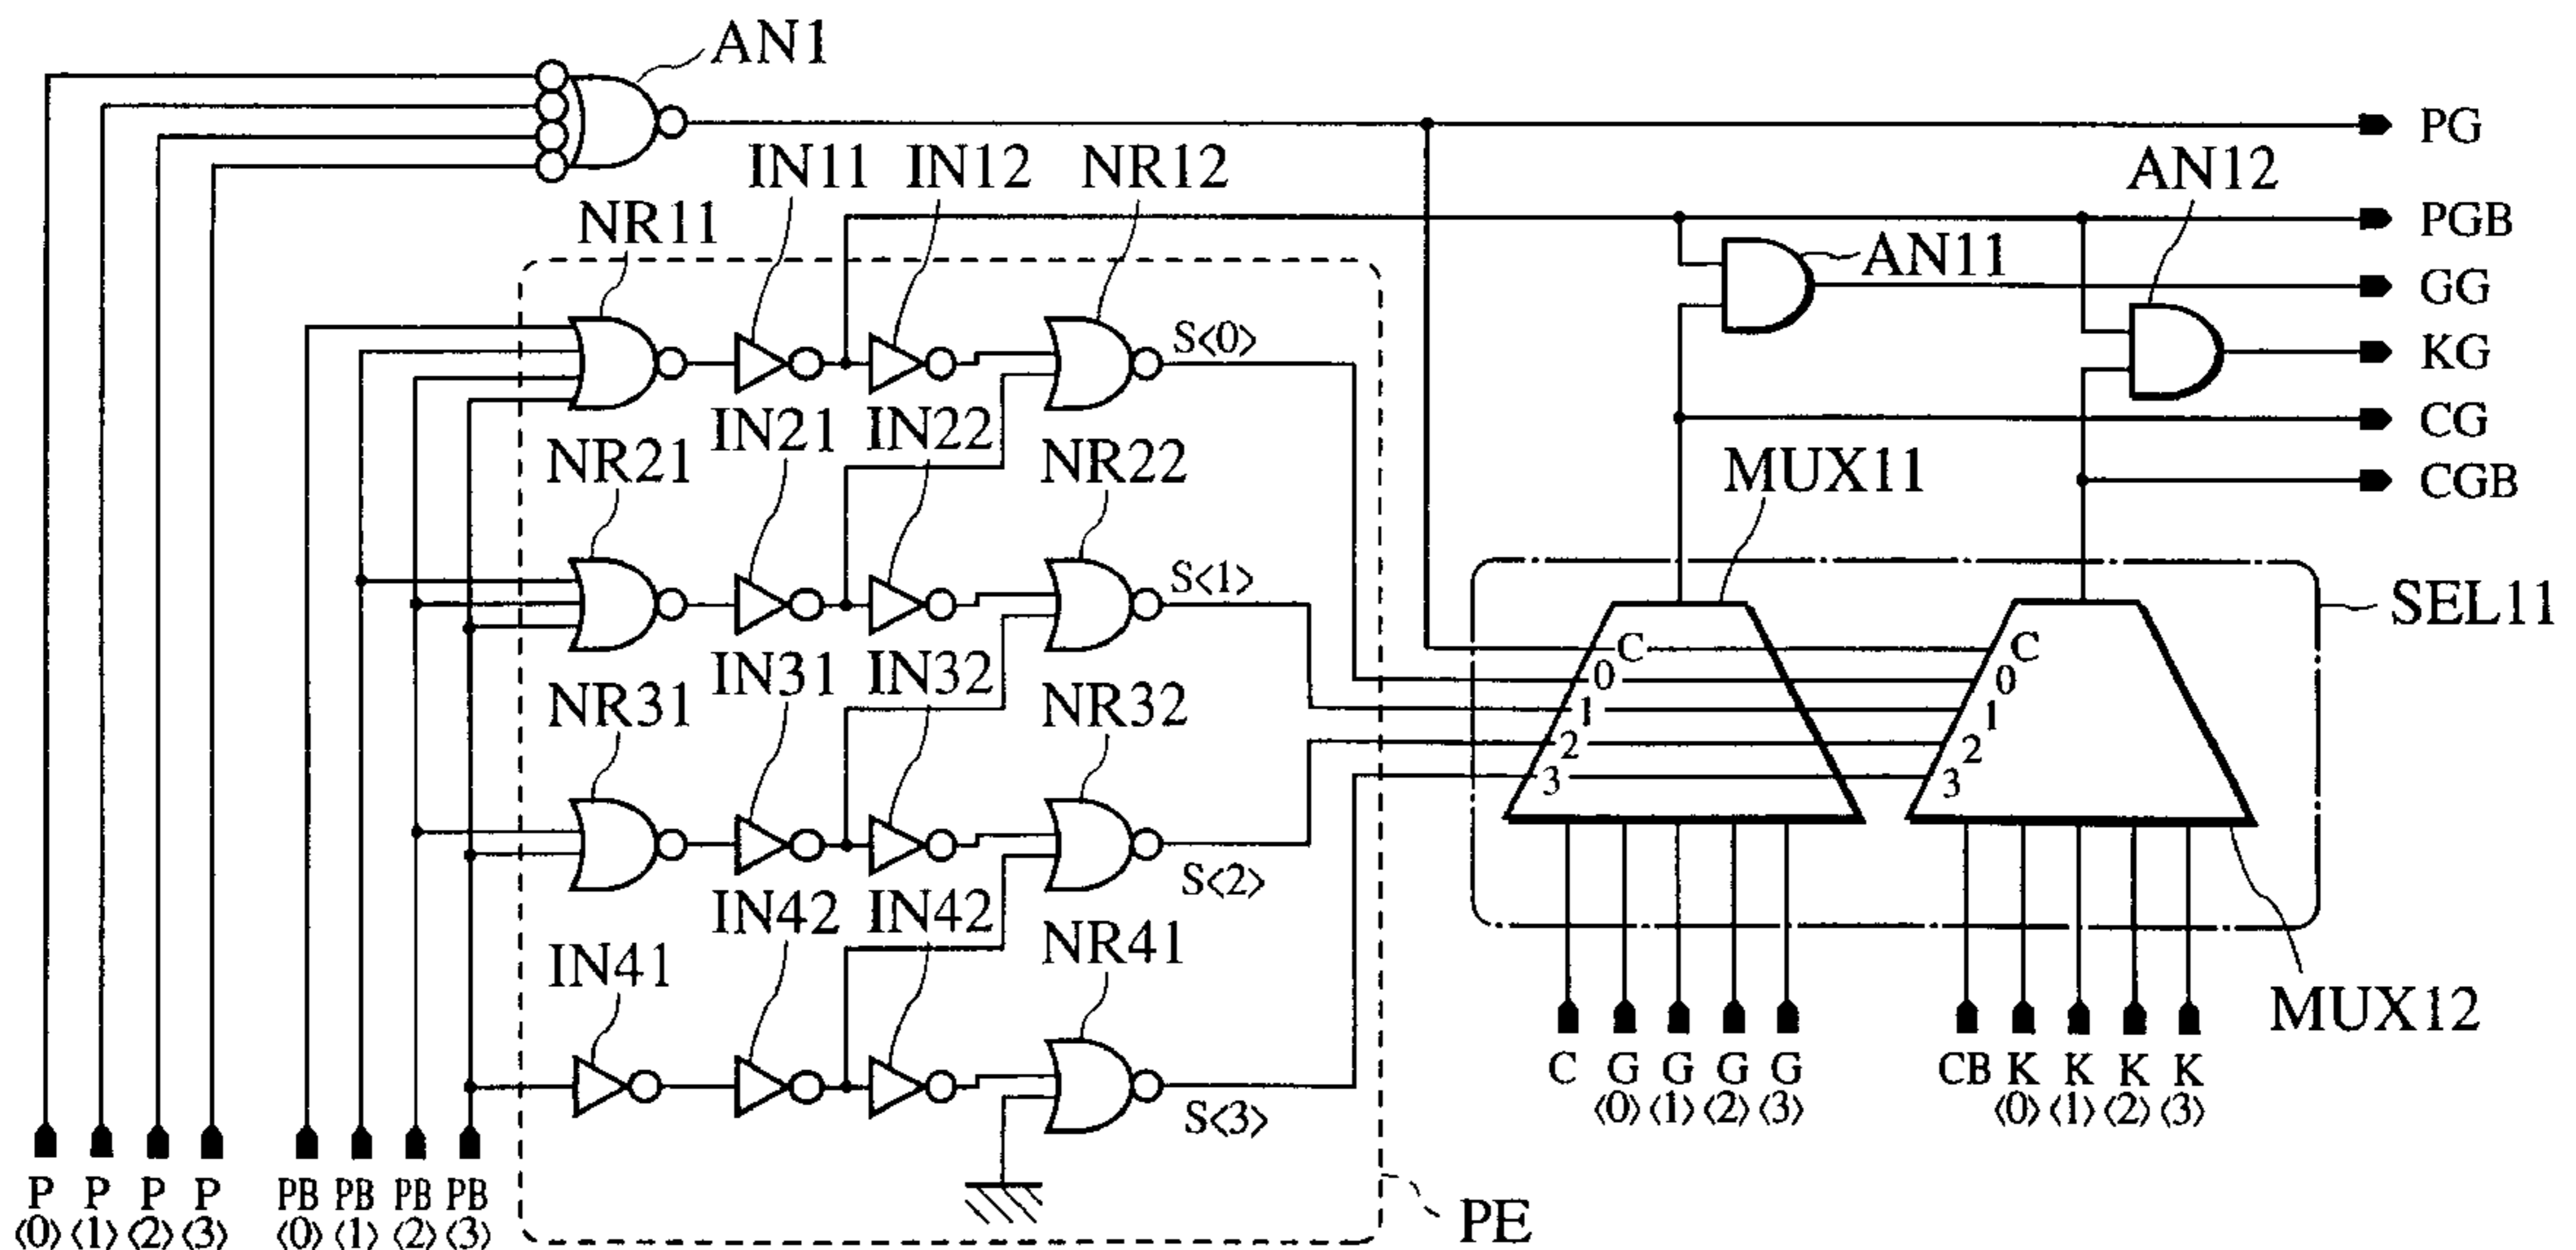 AN1
PG
IN11 IN12 NR12
AN12
NR11
PGB
AN11
GG
S<0>
KG
IN21 IN22
CG
NR21
NR22
MUX11
CGB
S<1>
SEL11
IN31 IN32
C C
0 0
NR31
NR32
1 1
2 2
3 3
S<2>
IN42 IN42
IN41
NR41
MUX12
C G G G G CB K K K K
<0> <1> <2> <3> <0> <1> <2> <3>
S<3>
P P P P PB PB PB PB
<0> <1> <2> <3> <0> <1> <2> <3>
PE